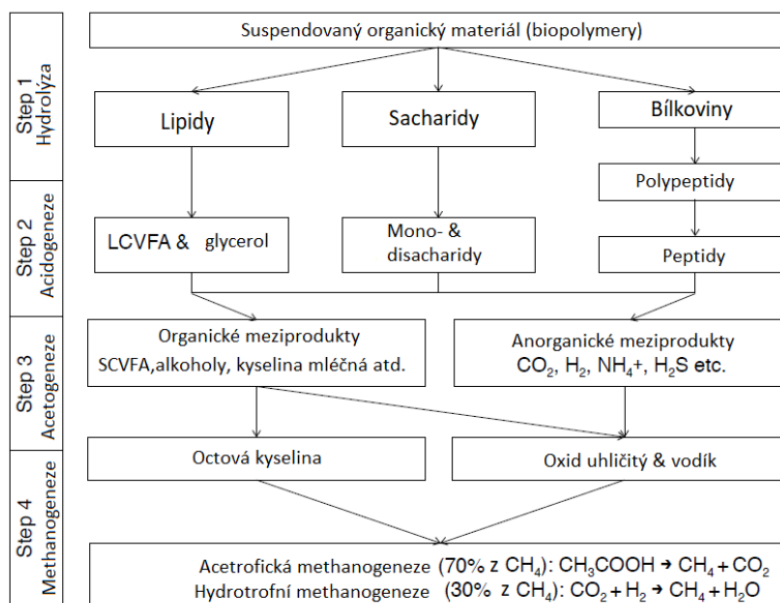 Suspendovaný organický materiál (biopolymery)
Step 1
Hydrolýza
Lipidy
Sacharidy
Bílkoviny
Polypeptidy
Step 2
Acidogeneze
LCVFA & glycerol
Mono- &
disacharidy
Peptidy
Step 3
Acetogeneze
Organické meziprodukty
SCVFA,alkoholy, kyselina mléčná atd.
Anorganické meziprodukty
CO₂, H₂, NH₄+, H₂S etc.
Octová kyselina
Oxid uhličitý & vodík
Step 4
Methanogeneze
Acetrofická methanogeneze (70% z CH₄): CH₃COOH → CH₄ + CO₂
Hydrotrofní methanogeneze (30% z CH₄): CO₂ + H₂ → CH₄ + H₂O